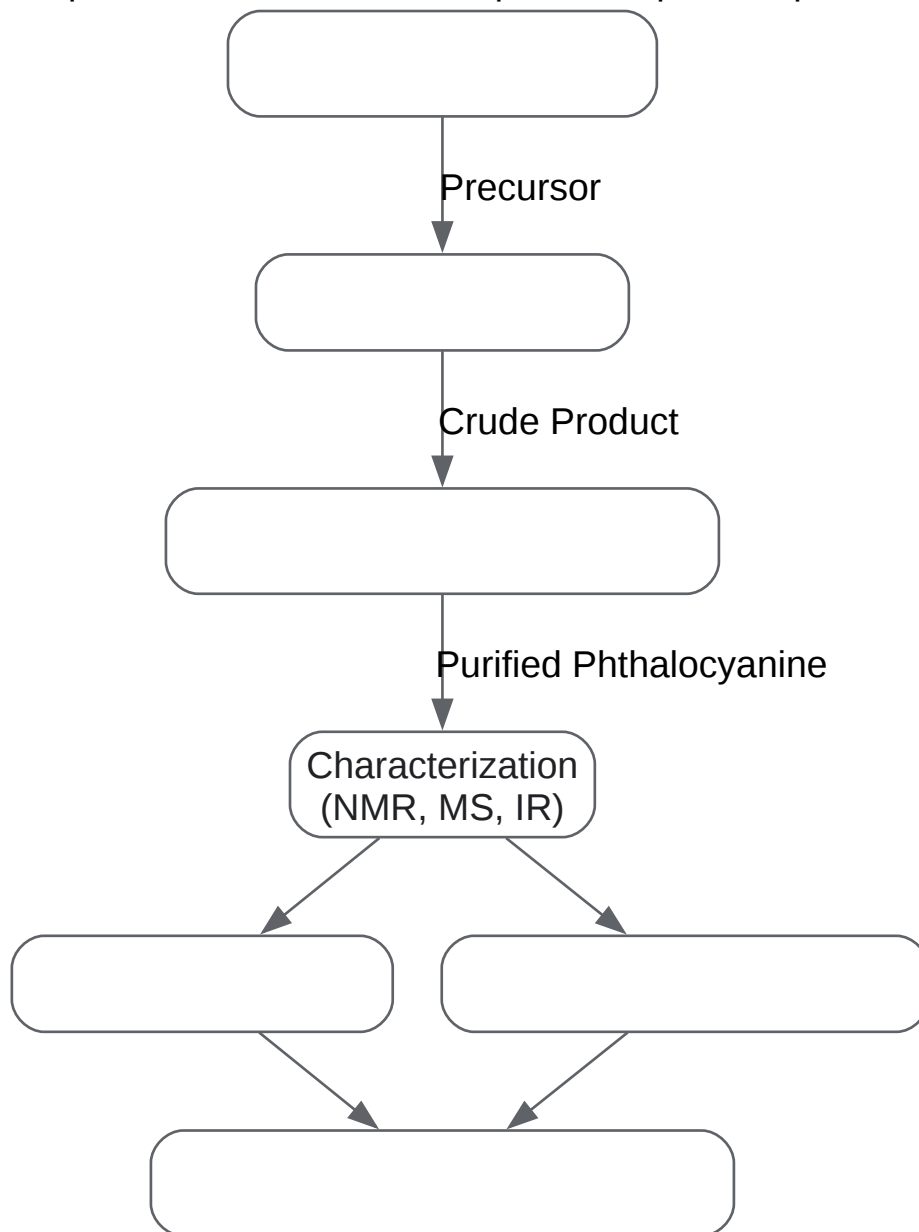 Precursor
Crude Product
Purified Phthalocyanine
Characterization
(NMR, MS, IR)